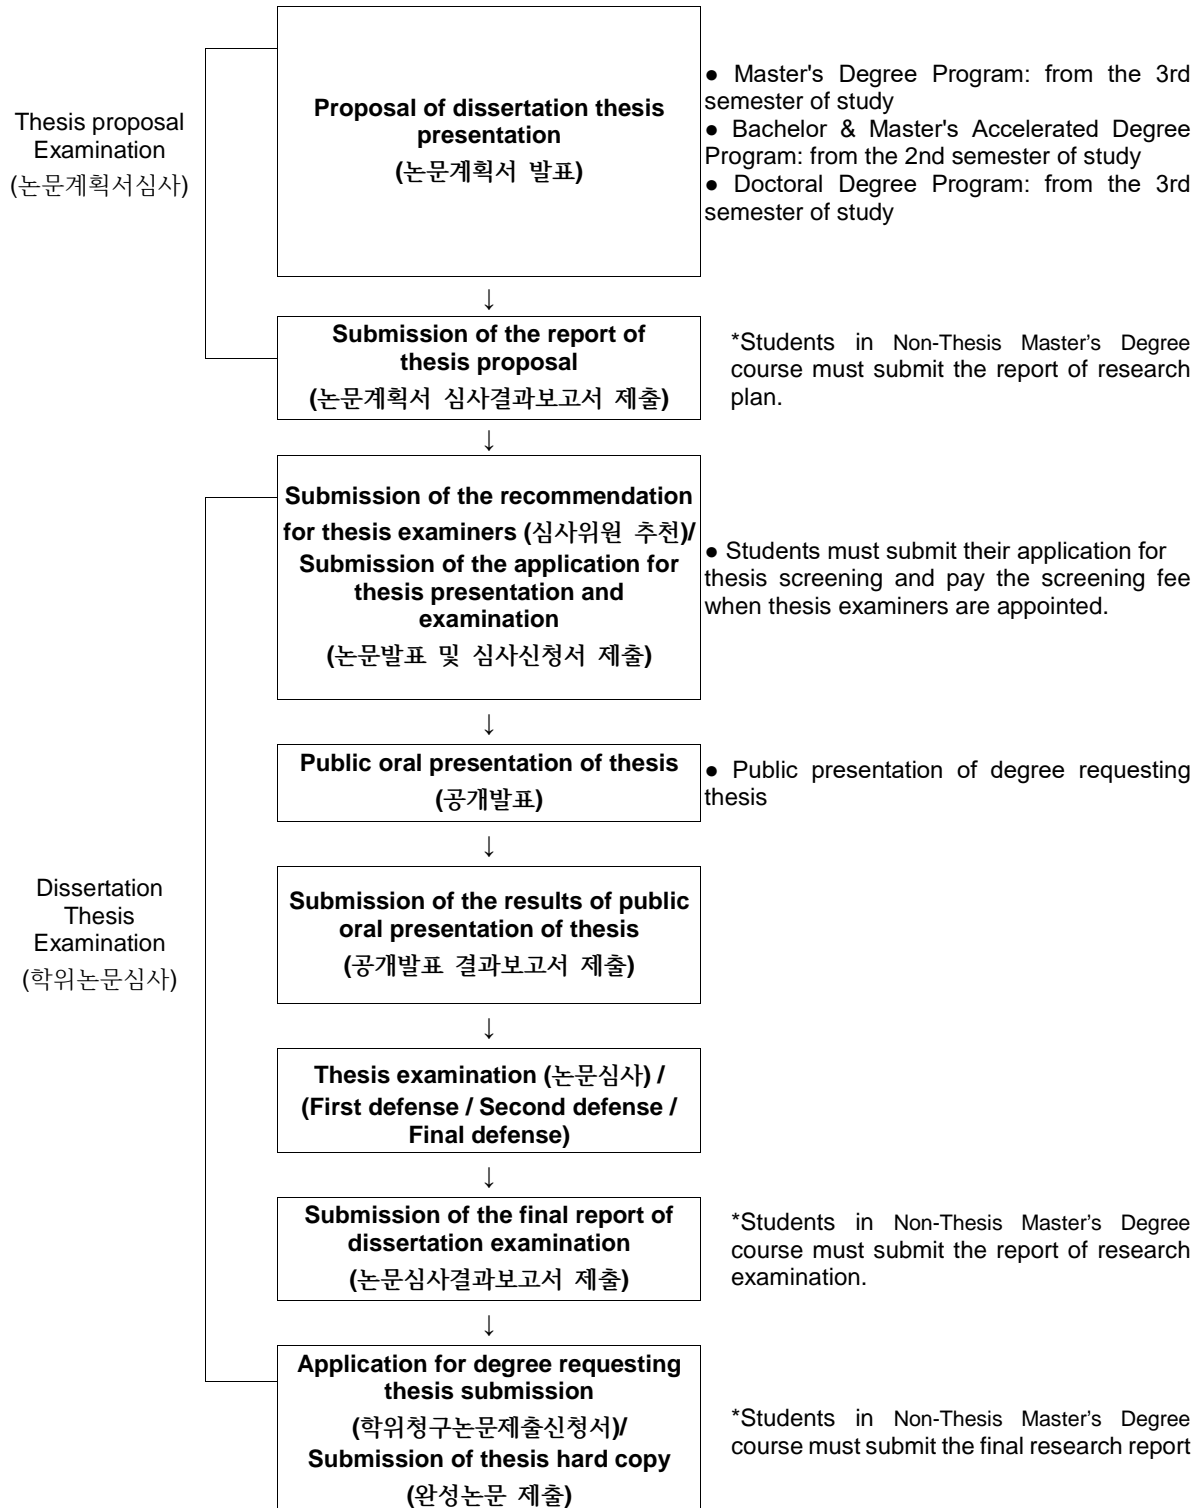 Thesis proposal
Examination
(논문계획서심사)
Proposal of dissertation thesis
presentation
(논문계획서 발표)
● Master's Degree Program: from the 3rd
semester of study
● Bachelor & Master's Accelerated Degree
Program: from the 2nd semester of study
● Doctoral Degree Program: from the 3rd
semester of study
↓
Submission of the report of
thesis proposal
(논문계획서 심사결과보고서 제출)
*Students in Non-Thesis Master’s Degree
course must submit the report of research
plan.
↓
Dissertation
Thesis
Examination
(학위논문심사)
Submission of the recommendation
for thesis examiners (심사위원 추천)/
Submission of the application for
thesis presentation and
examination
(논문발표 및 심사신청서 제출)
● Students must submit their application for
thesis screening and pay the screening fee
when thesis examiners are appointed.
↓
Public oral presentation of thesis
(공개발표)
● Public presentation of degree requesting
thesis
↓
Submission of the results of public
oral presentation of thesis
(공개발표 결과보고서 제출)
↓
Thesis examination (논문심사) /
(First defense / Second defense /
Final defense)
↓
Submission of the final report of
dissertation examination
(논문심사결과보고서 제출)
*Students in Non-Thesis Master’s Degree
course must submit the report of research
examination.
↓
Application for degree requesting
thesis submission
(학위청구논문제출신청서)/
Submission of thesis hard copy
(완성논문 제출)
*Students in Non-Thesis Master’s Degree
course must submit the final research report